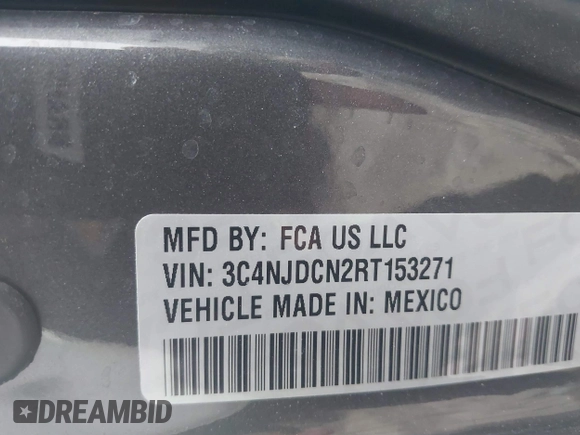 MFD BY: FCA US LLC
VIN: 3C4NJDCN2RT153271
VEHICLE MADE IN: MEXICO
DREAMBID